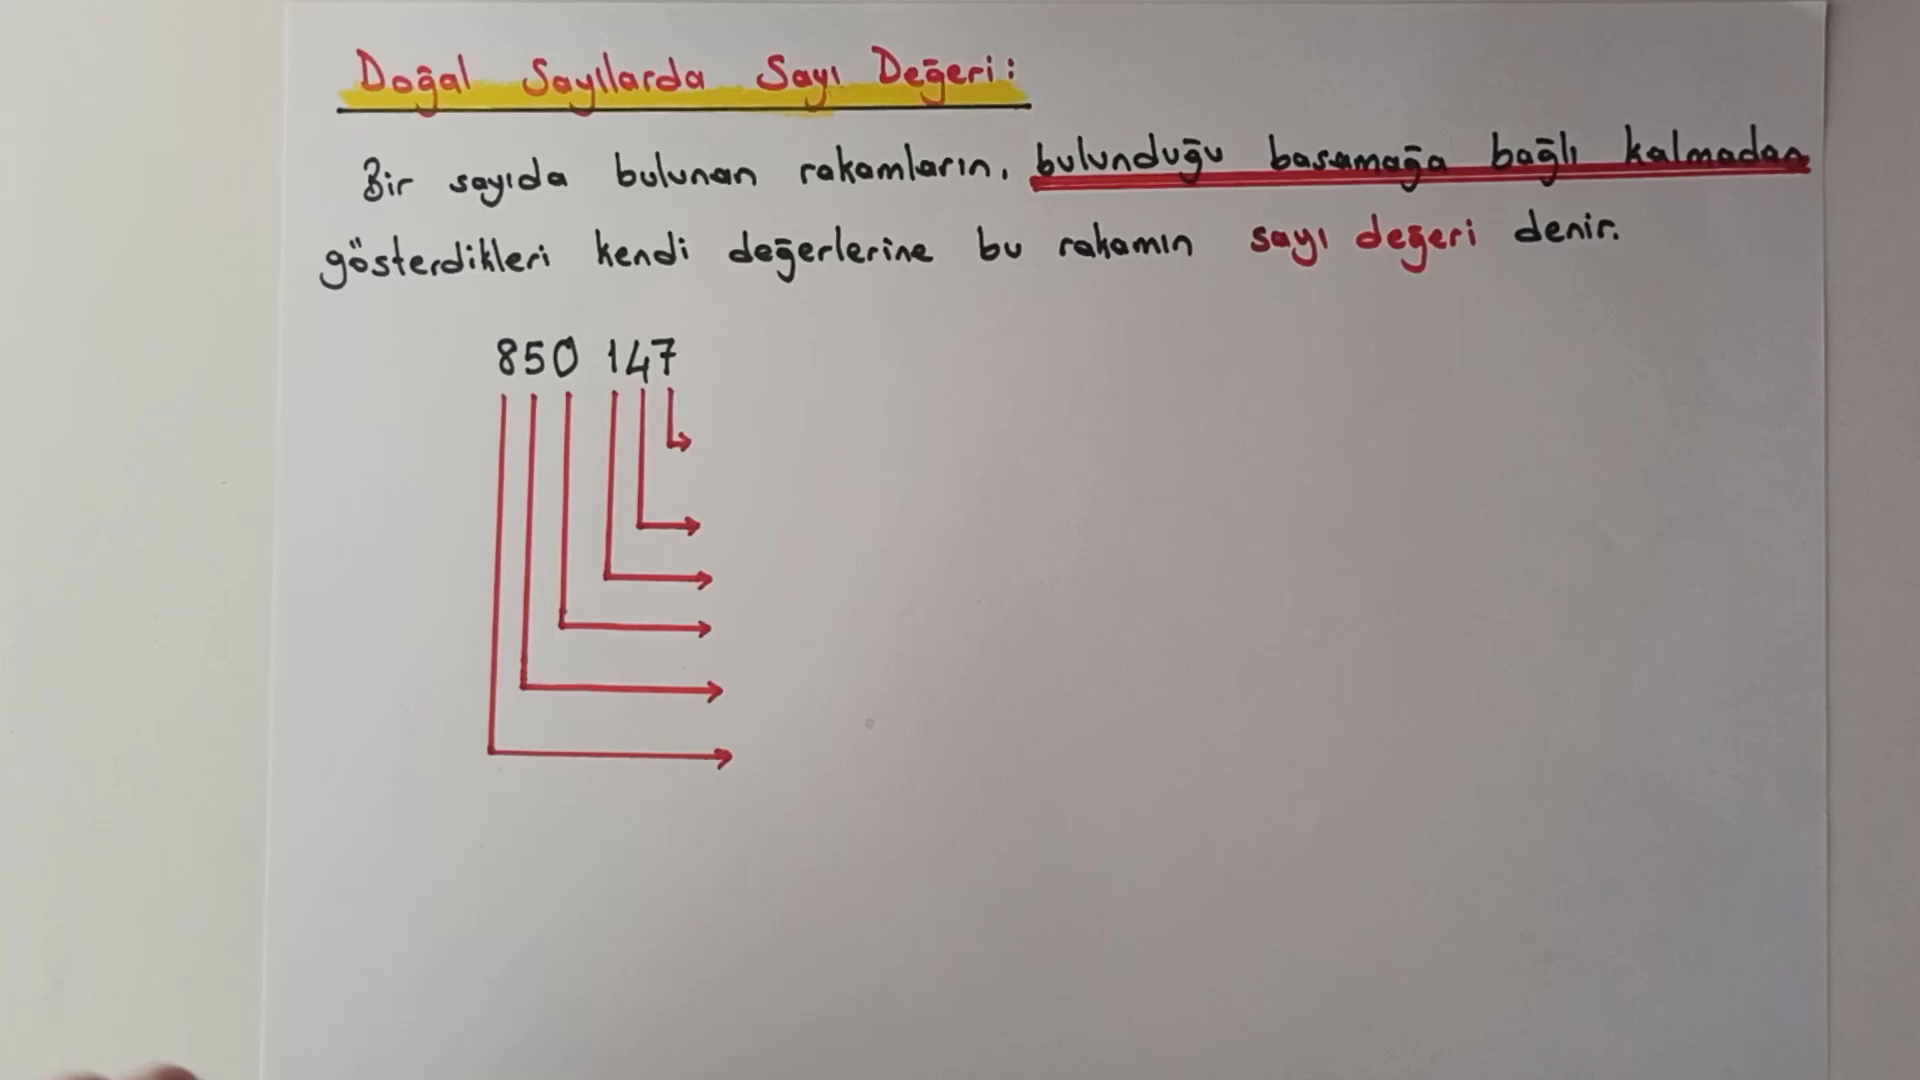 Doğal Sayılarda Sayı Değeri:
Bir sayıda bulunan rakamların, bulunduğu basamağa bağlı kalmadan
gösterdikleri kendi değerlerine bu rakamın sayı değeri denir.
850 147